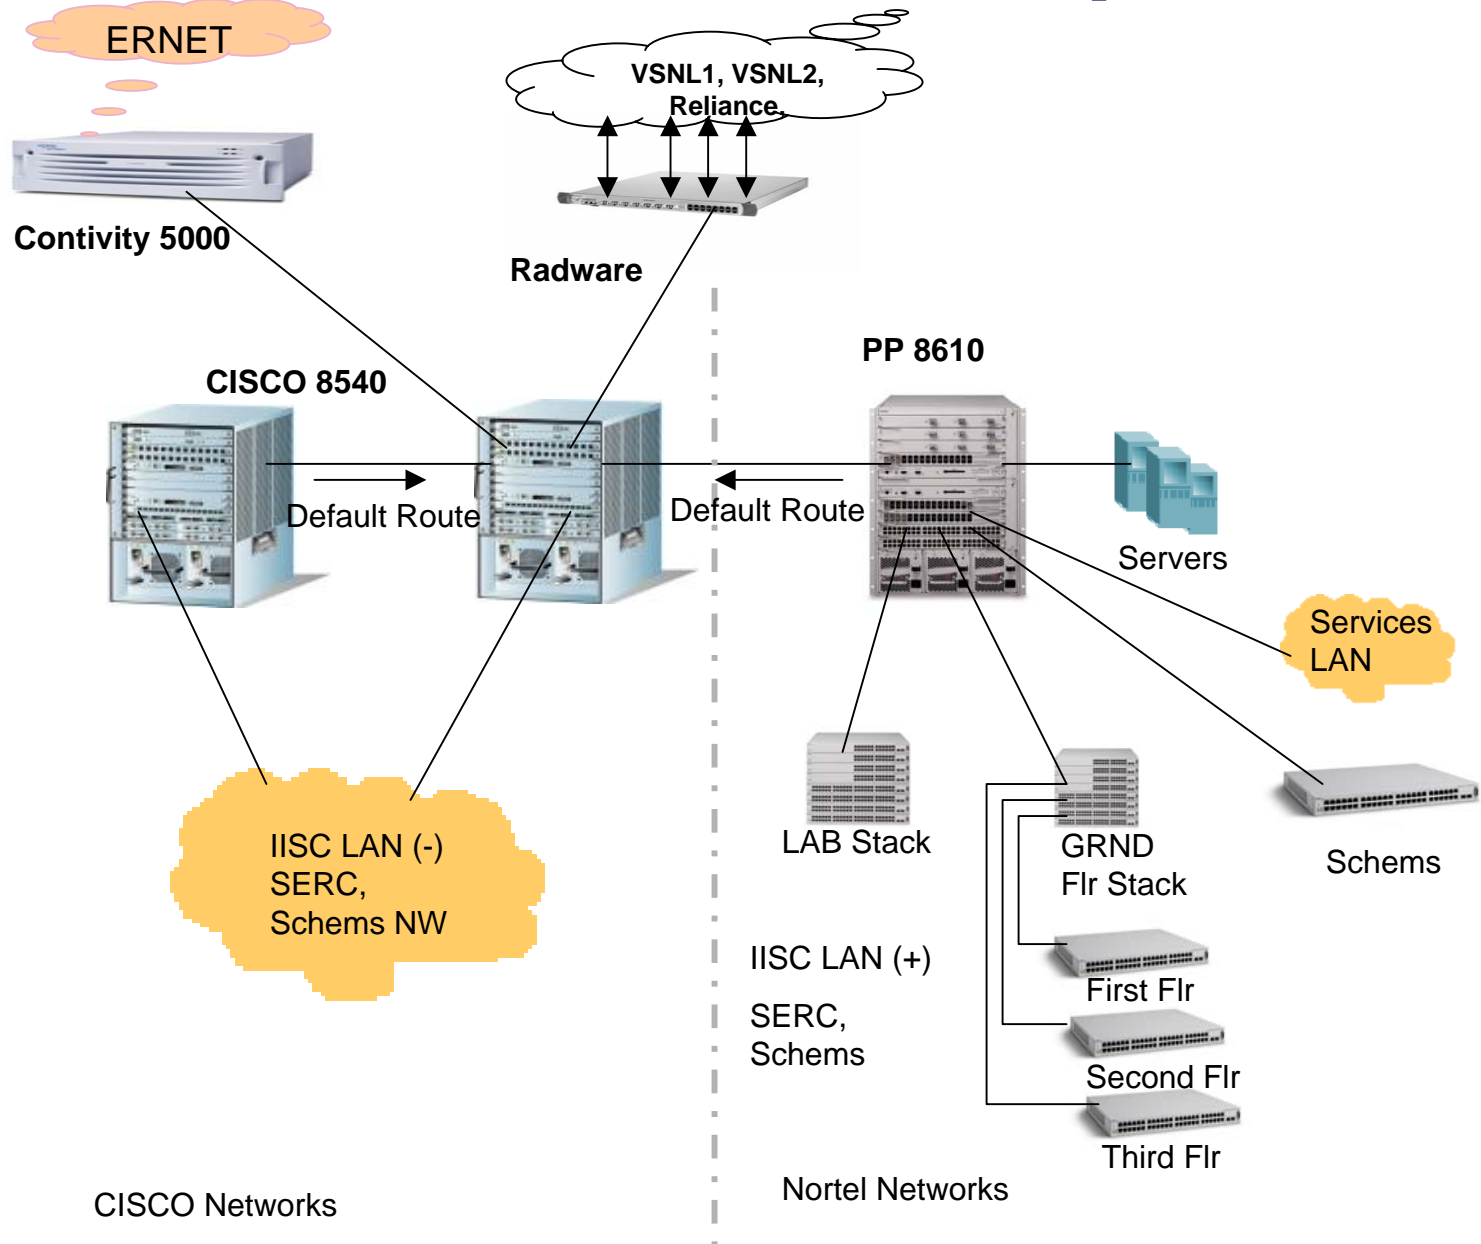 ERNET
VSNL1, VSNL2,
Reliance.
Contivity 5000
Radware
PP 8610
CISCO 8540
Default Route
Default Route
Servers
Services
LAN
LAB Stack
GRND
Flr Stack
Schems
IISC LAN (-)
SERC,
Schems NW
IISC LAN (+)
SERC,
Schems
First Flr
Second Flr
Third Flr
CISCO Networks
Nortel Networks